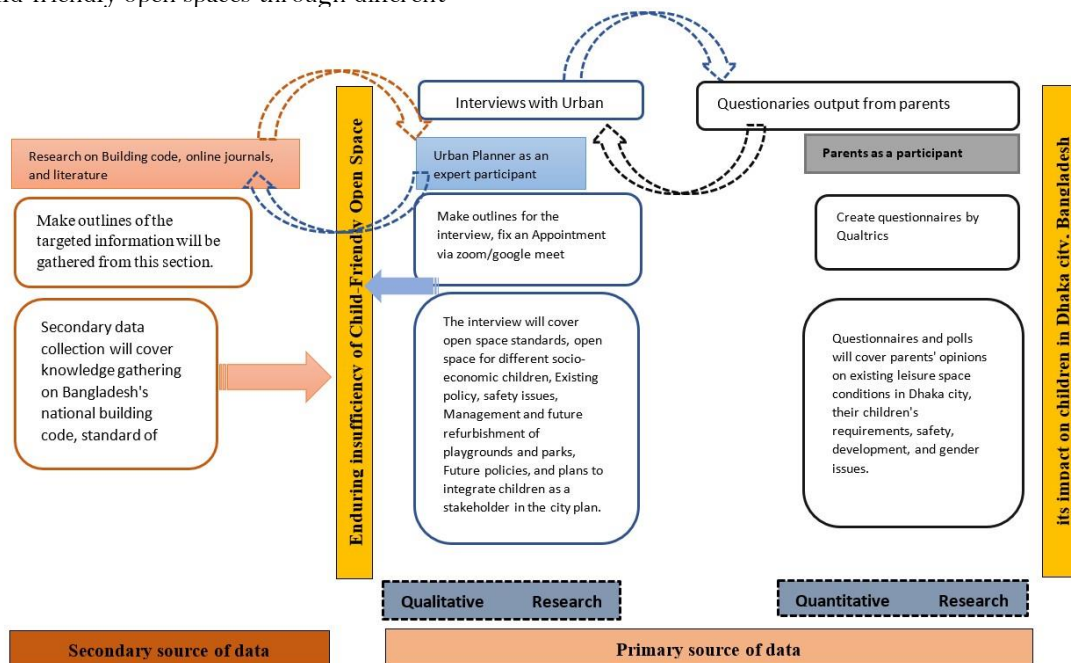 nd friendly open spaces through different
Interviews with Urban
Questionaries output from parents
Research on Building code, online journals,
and literature
Urban Planner as an
expert participant
Parents as a participant
Make outlines of the
targeted information will be
gathered from this section.
Make outlines for the
interview, fix an Appointment
via zoom/google meet
Create questionnaires by
Qualtrics
Secondary data
collection will cover
knowledge gathering
on Bangladesh's
national building
code, standard of
Enduring insufficiency of Child-Friendly Open Space
The interview will cover
open space standards, open
space for different socio-
economic children, Existing
policy, safety issues,
Management and future
refurbishment of
playgrounds and parks,
Future policies, and plans to
integrate children as a
stakeholder in the city plan.
Questionnaires and polls
will cover parents' opinions
on existing leisure space
conditions in Dhaka city,
their children's
requirements, safety,
development, and gender
issues.
its impact on children in Dhaka city. Bangladesh
Qualitative Research
Quantitative Research
Secondary source of data
Primary source of data